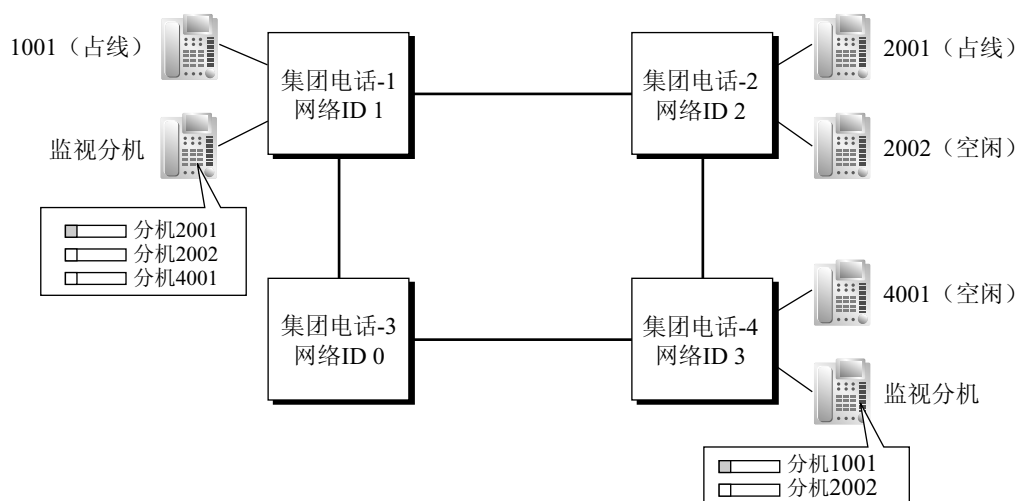 1001（占线）
集团电话-1
网络ID 1
集团电话-2
网络ID 2
2001（占线）
监视分机
2002（空闲）
分机2001
分机2002
分机4001
集团电话-3
网络ID 0
集团电话-4
网络ID 3
4001（空闲）
监视分机
分机1001
分机2002